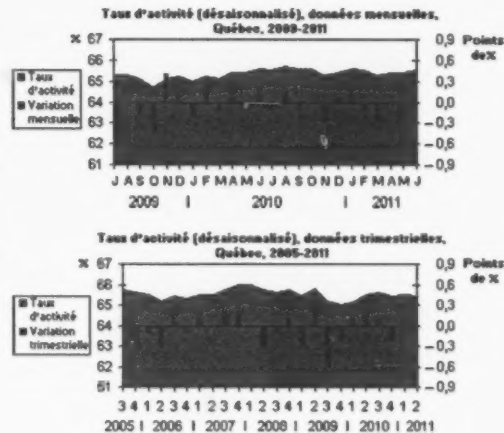 Taux d'activité (désaisonnalisé), données mensuelles,
Québec, 2009-2011
%
Points
de %
67
66
65
64
63
62
61
0,9
0,6
0,3
0,0
-0,3
-0,6
-0,9
Taux
d'activité
Variation
mensuelle
J A S O N D J F M A M J J A S O N D J F M A M J
2009 | 2010 | 2011
Taux d'activité (désaisonnalisé), données trimestrielles,
Québec, 2005-2011
%
Points
de %
67
66
65
64
63
62
61
0,9
0,6
0,3
0,0
-0,3
-0,6
-0,9
Taux
d'activité
Variation
trimestrielle
3 4 1 2 3 4 1 2 3 4 1 2 3 4 1 2 3 4 1 2 3 4 1 2
2005 | 2006 | 2007 | 2008 | 2009 | 2010 | 2011